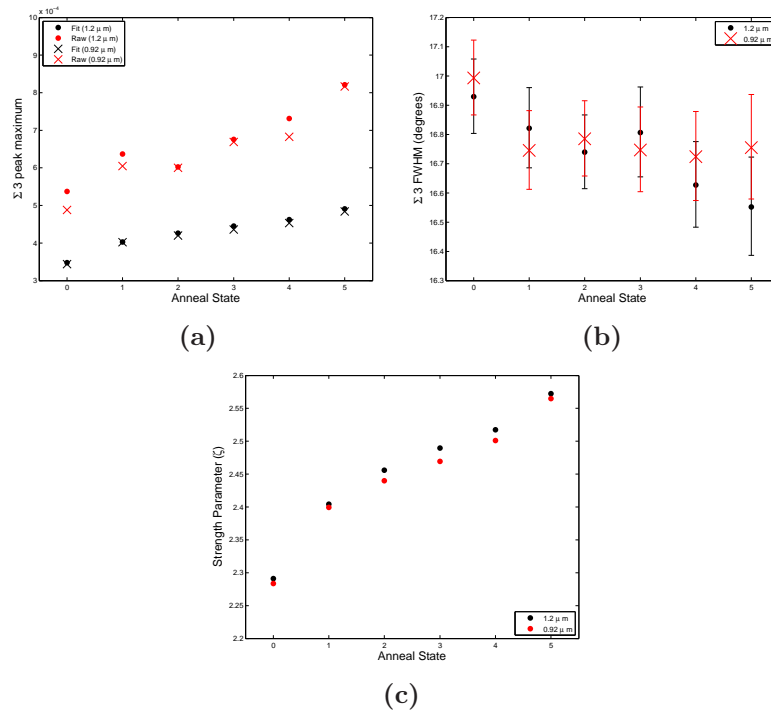 x 10⁻⁴
10
9
8
7
6
5
4
3
0 1 2 3 4 5
Σ 3 peak maximum
Anneal State
Fit (1.2 μ m)
Raw (1.2 μ m)
Fit (0.92 μ m)
Raw (0.92 μ m)
(a)
17.2
17.1
17
16.9
16.8
16.7
16.6
16.5
16.4
16.3
0 1 2 3 4 5
Σ 3 FWHM (degrees)
Anneal State
1.2 μ m
0.92 μ m
(b)
2.6
2.55
2.5
2.45
2.4
2.35
2.3
2.25
2.2
0 1 2 3 4 5
Strength Parameter (ζ)
Anneal State
1.2 μ m
0.92 μ m
(c)